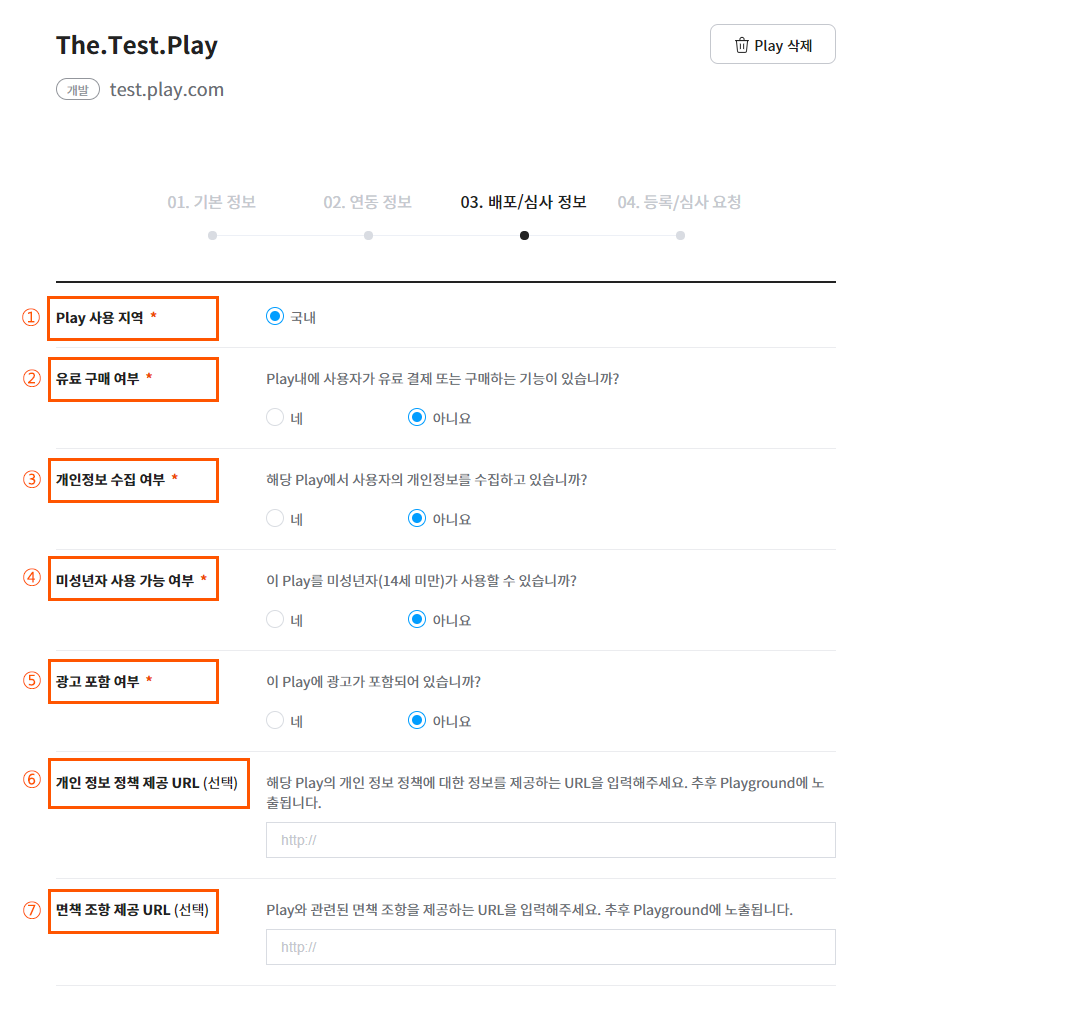 The.Test.Play
Play 삭제
개발 test.play.com
01. 기본 정보 02. 연동 정보 03. 배포/심사 정보 04. 등록/심사 요청
① Play 사용 지역 * 국내
② 유료 구매 여부 * Play내에 사용자가 유료 결제 또는 구매하는 기능이 있습니까?
네 아니요
③ 개인정보 수집 여부 * 해당 Play에서 사용자의 개인정보를 수집하고 있습니까?
네 아니요
④ 미성년자 사용 가능 여부 * 이 Play를 미성년자(14세 미만)가 사용할 수 있습니까?
네 아니요
⑤ 광고 포함 여부 * 이 Play에 광고가 포함되어 있습니까?
네 아니요
⑥ 개인 정보 정책 제공 URL (선택) 해당 Play의 개인 정보 정책에 대한 정보를 제공하는 URL을 입력해주세요. 추후 Playground에 노
출됩니다.
http://
⑦ 면책 조항 제공 URL (선택) Play와 관련된 면책 조항을 제공하는 URL을 입력해주세요. 추후 Playground에 노출됩니다.
http://